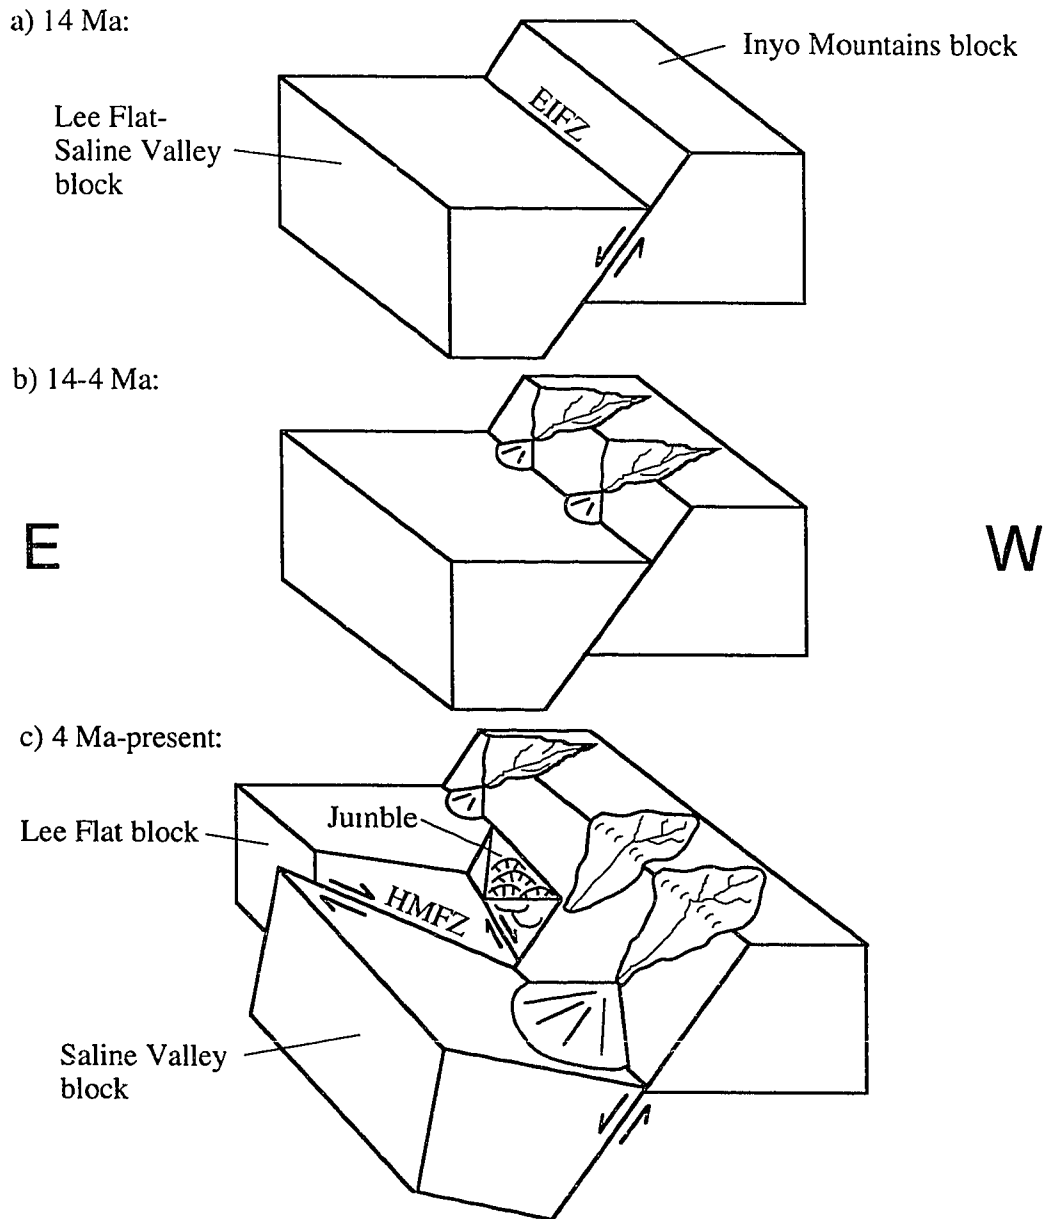 a) 14 Ma:
Inyo Mountains block
EIFZ
Lee Flat-
Saline Valley
block
b) 14-4 Ma:
E
W
c) 4 Ma-present:
Jumble
Lee Flat block
HMFZ
Saline Valley
block